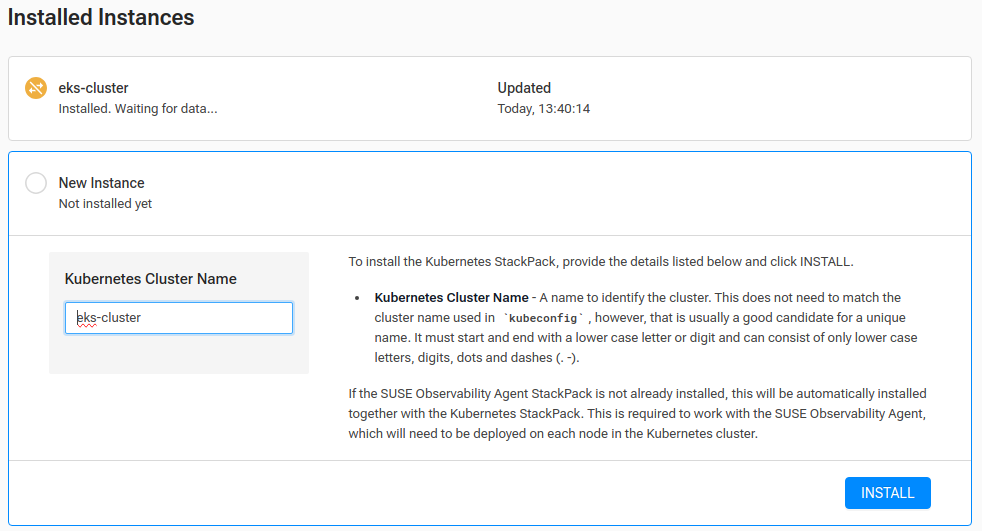 Installed Instances
eks-cluster
Updated
Installed. Waiting for data...
Today, 13:40:14
New Instance
Not installed yet
Kubernetes Cluster Name
eks-cluster
To install the Kubernetes StackPack, provide the details listed below and click INSTALL.
• Kubernetes Cluster Name - A name to identify the cluster. This does not need to match the
cluster name used in `kubeconfig` , however, that is usually a good candidate for a unique
name. It must start and end with a lower case letter or digit and can consist of only lower case
letters, digits, dots and dashes (. -).
If the SUSE Observability Agent StackPack is not already installed, this will be automatically installed
together with the Kubernetes StackPack. This is required to work with the SUSE Observability Agent,
which will need to be deployed on each node in the Kubernetes cluster.
INSTALL